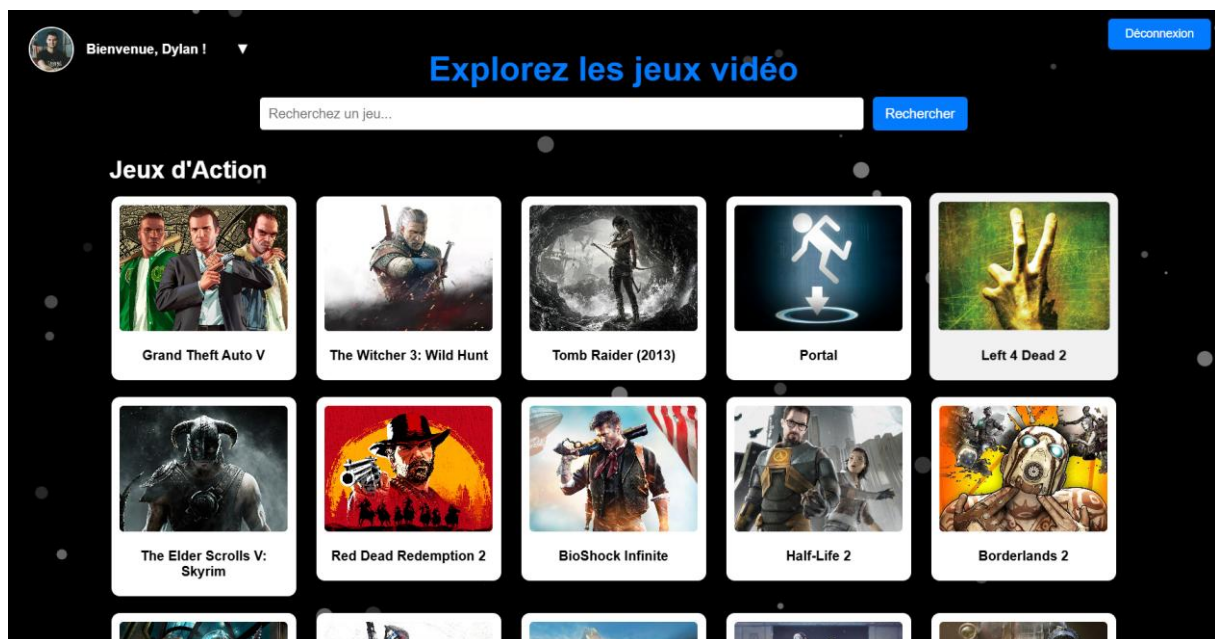 Bienvenue, Dylan ! ▼
Déconnexion
Explorez les jeux vidéo
Recherchez un jeu...
Rechercher
Jeux d'Action
Grand Theft Auto V
The Witcher 3: Wild Hunt
Tomb Raider (2013)
Portal
Left 4 Dead 2
The Elder Scrolls V:
Skyrim
Red Dead Redemption 2
BioShock Infinite
Half-Life 2
Borderlands 2